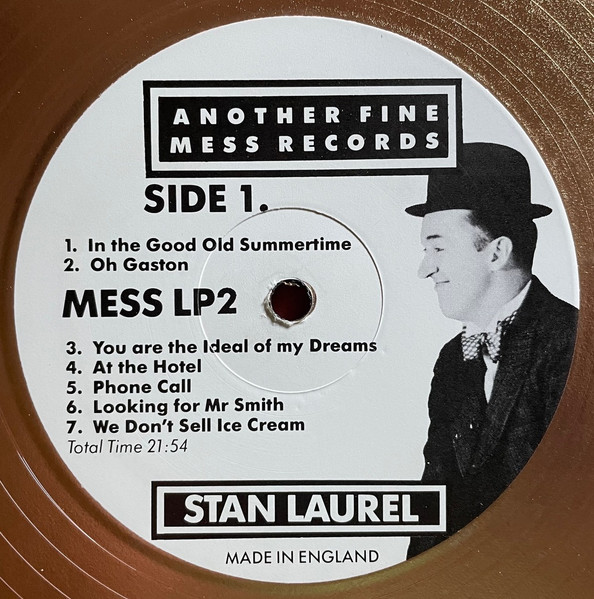 ANOTHER FINE
MESS RECORDS
SIDE 1.
1. In the Good Old Summertime
2. Oh Gaston
MESS LP2
3. You are the Ideal of my Dreams
4. At the Hotel
5. Phone Call
6. Looking for Mr Smith
7. We Don't Sell Ice Cream
Total Time 21:54
STAN LAUREL
MADE IN ENGLAND